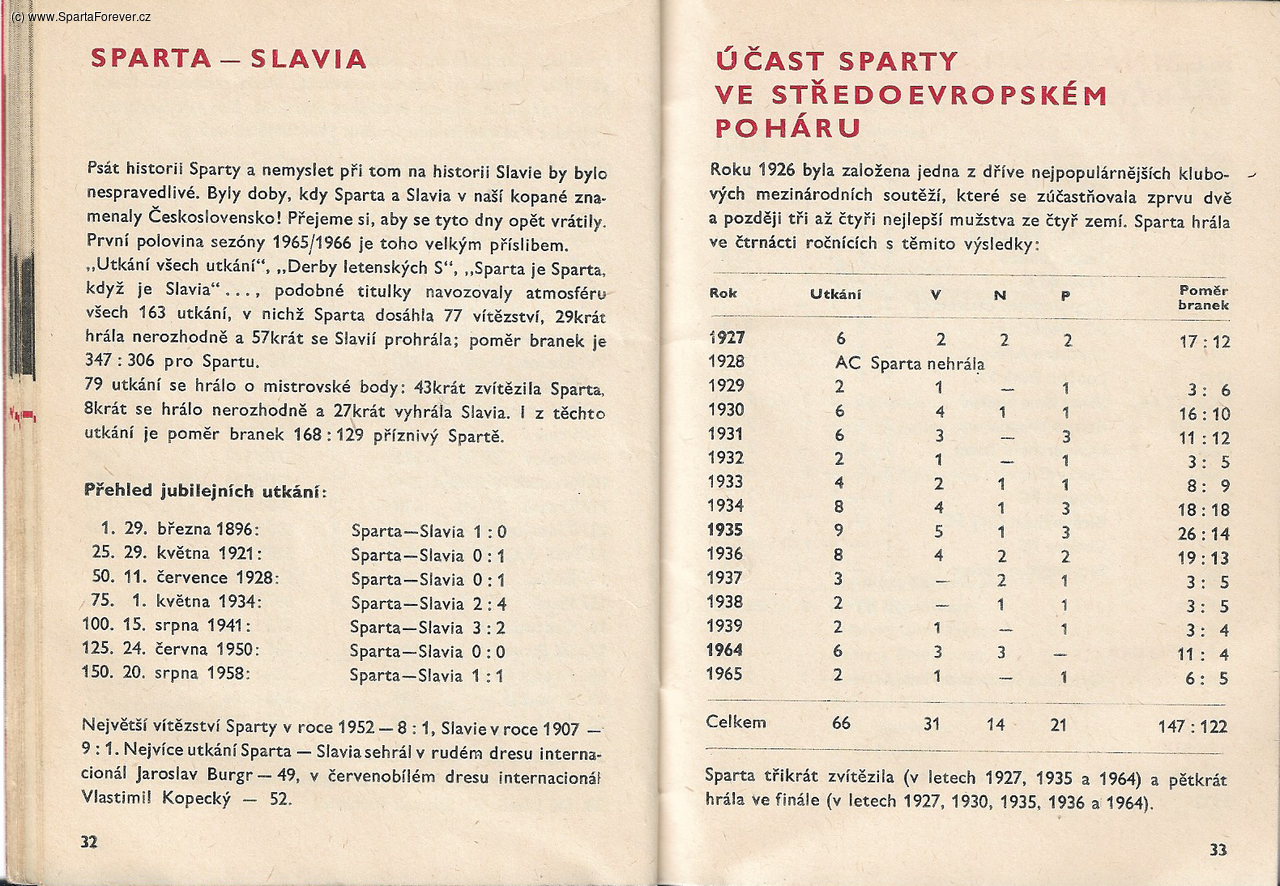 (c) www.SpartaForever.cz
SPARTA — SLAVIA
Psát historii Sparty a nemyslet při tom na historii Slavie by bylo
nespravedlivé. Byly doby, kdy Sparta a Slavia v naší kopané zna-
menaly Československo! Přejeme si, aby se tyto dny opět vrátily.
První polovina sezóny 1965/1966 je toho velkým příslibem.
„Utkání všech utkání“, „Derby letenských S“, „Sparta je Sparta,
když je Slavia“ ..., podobné titulky navozovaly atmosféru
všech 163 utkání, v nichž Sparta dosáhla 77 vítězství, 29krát
hrála nerozhodně a 57krát se Slavií prohrála; poměr branek je
347 : 306 pro Spartu.
79 utkání se hrálo o mistrovské body: 43krát zvítězila Sparta,
8krát se hrálo nerozhodně a 27krát vyhrála Slavia. I z těchto
utkání je poměr branek 168 : 129 příznivý Spartě.
Přehled jubilejních utkání:
1. 29. března 1896: Sparta—Slavia 1 : 0
25. 29. května 1921: Sparta—Slavia 0 : 1
50. 11. července 1928: Sparta—Slavia 0 : 1
75. 1. května 1934: Sparta—Slavia 2 : 4
100. 15. srpna 1941: Sparta—Slavia 3 : 2
125. 24. června 1950: Sparta—Slavia 0 : 0
150. 20. srpna 1958: Sparta—Slavia 1 : 1
Největší vítězství Sparty v roce 1952 — 8 : 1, Slavie v roce 1907 —
9 : 1. Nejvíce utkání Sparta — Slavia sehrál v rudém dresu interna-
cionál Jaroslav Burgr — 49, v červenobílém dresu internacionál
Vlastimil Kopecký — 52.
32
ÚČAST SPARTY
VE STŘEDOEVROPSKÉM
POHÁRU
Roku 1926 byla založena jedna z dříve nejpopulárnějších klubo-
vých mezinárodních soutěží, které se zúčastňovala zprvu dvě
a později tři až čtyři nejlepší mužstva ze čtyř zemí. Sparta hrála
ve čtrnácti ročnících s těmito výsledky:
Rok Utkání V N P Poměr
branek
1927 6 2 2 2 17 : 12
1928 AC Sparta nehrála
1929 2 1 — 1 3 : 6
1930 6 4 1 1 16 : 10
1931 6 3 — 3 11 : 12
1932 2 1 — 1 3 : 5
1933 4 2 1 1 8 : 9
1934 8 4 1 3 18 : 18
1935 9 5 1 3 26 : 14
1936 8 4 2 2 19 : 13
1937 3 — 2 1 3 : 5
1938 2 — 1 1 3 : 5
1939 2 1 — 1 3 : 4
1964 6 3 3 — 11 : 4
1965 2 1 — 1 6 : 5
Celkem 66 31 14 21 147 : 122
Sparta třikrát zvítězila (v letech 1927, 1935 a 1964) a pětkrát
hrála ve finále (v letech 1927, 1930, 1935, 1936 a 1964).
33